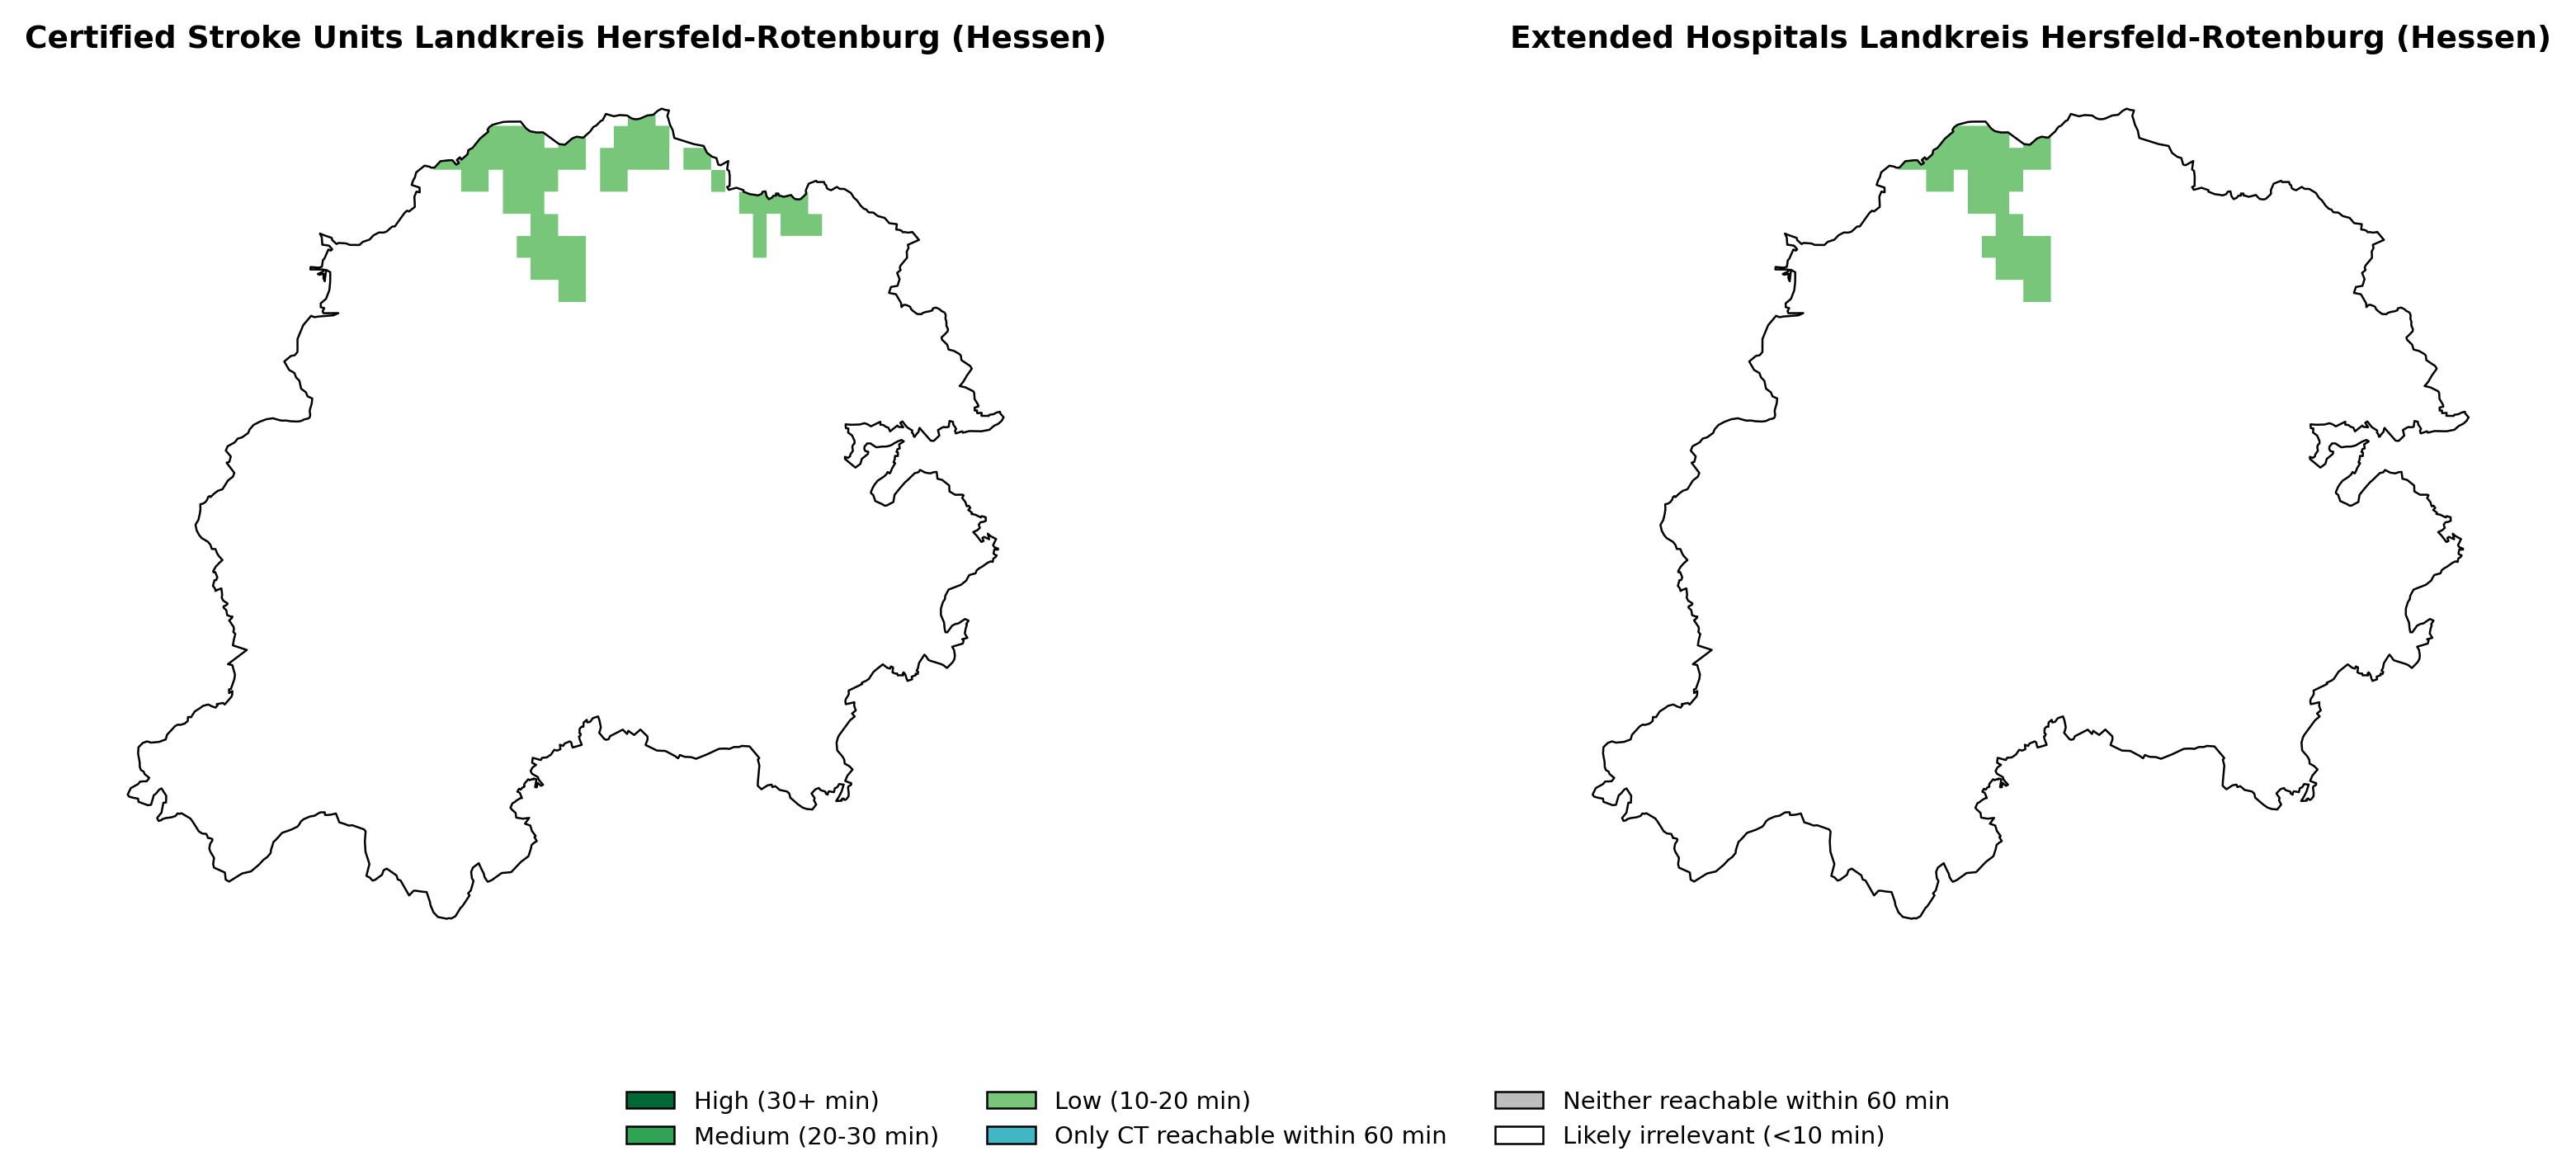 Certified Stroke Units Landkreis Hersfeld-Rotenburg (Hessen)
Extended Hospitals Landkreis Hersfeld-Rotenburg (Hessen)
High (30+ min)
Medium (20-30 min)
Low (10-20 min)
Only CT reachable within 60 min
Neither reachable within 60 min
Likely irrelevant (<10 min)